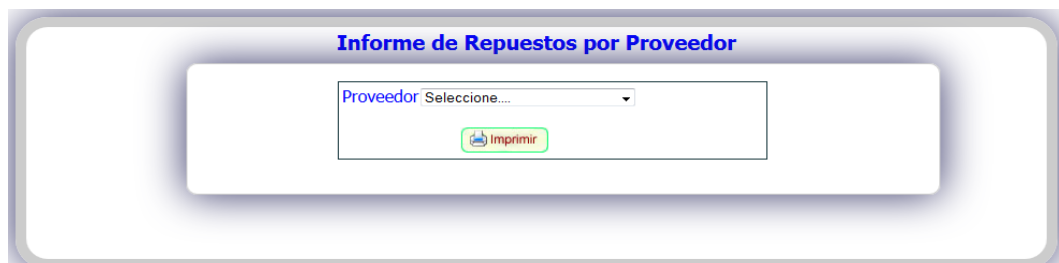 Informe de Repuestos por Proveedor
Proveedor Seleccione....
Imprimir